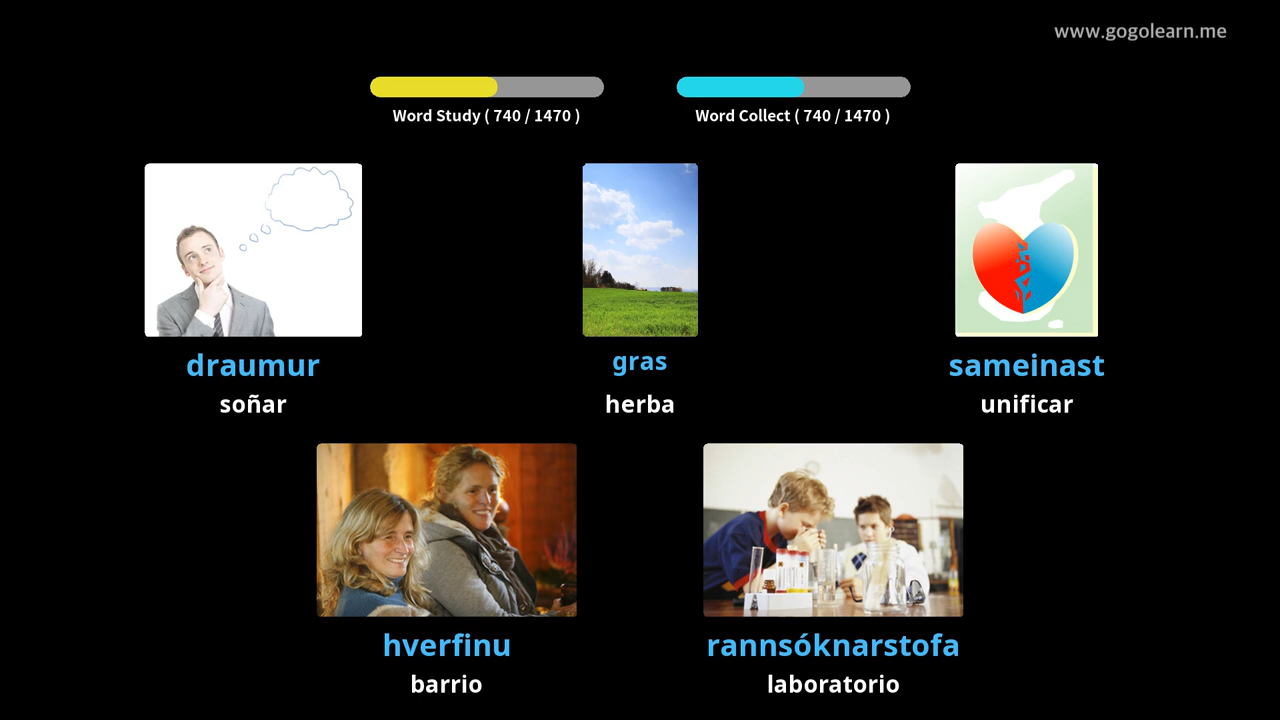 www.gogolearn.me
Word Study ( 740 / 1470 )
Word Collect ( 740 / 1470 )
draumur
soñar
gras
herba
sameinast
unificar
hverfinu
barrio
rannsóknarstofa
laboratorio